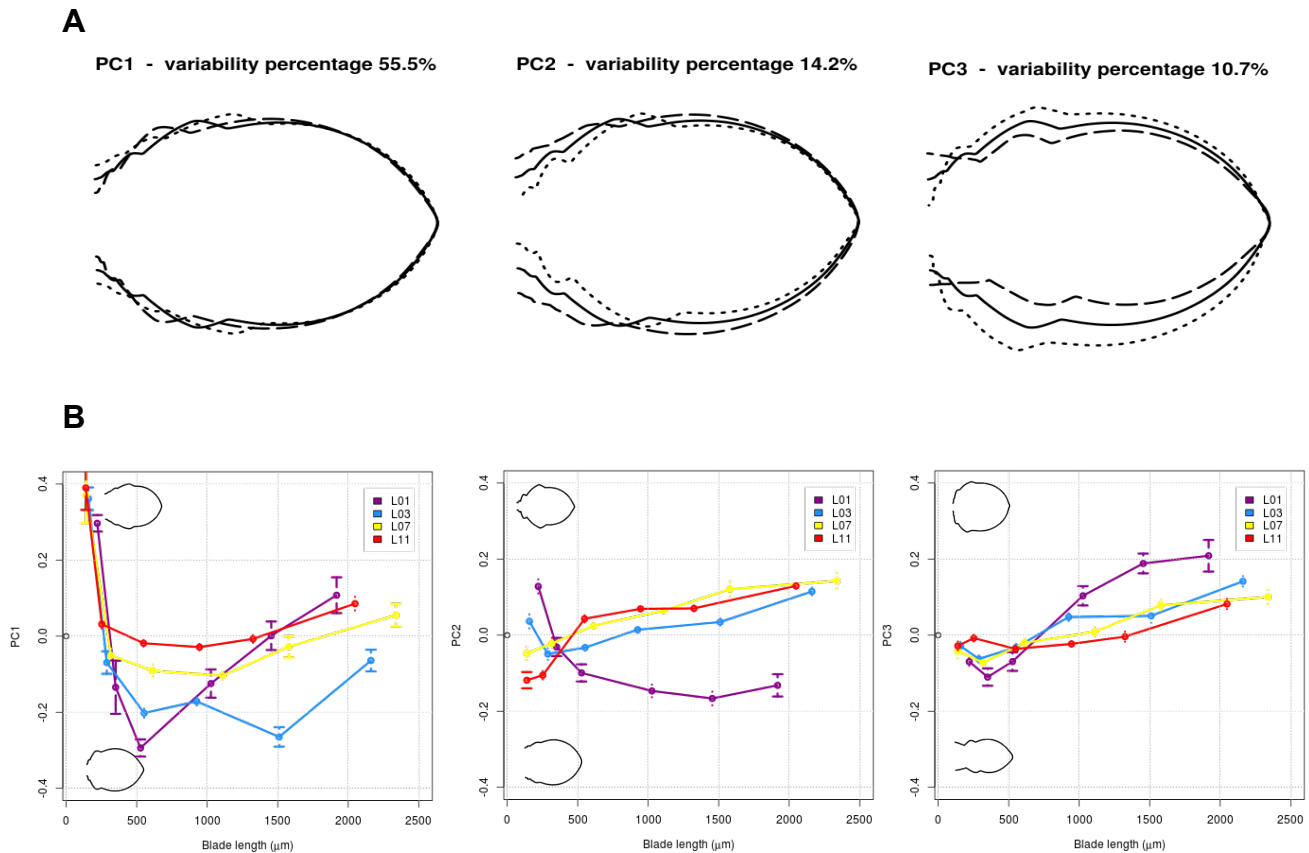 A
PC1 - variability percentage 55.5%
PC2 - variability percentage 14.2%
PC3 - variability percentage 10.7%
B
PC1
0.4
0.2
0.0
-0.2
-0.4
L01
L03
L07
L11
0 500 1000 1500 2000 2500
Blade length (μm)
PC2
0.4
0.2
0.0
-0.2
-0.4
L01
L03
L07
L11
0 500 1000 1500 2000 2500
Blade length (μm)
PC3
0.4
0.2
0.0
-0.2
-0.4
L01
L03
L07
L11
0 500 1000 1500 2000 2500
Blade length (μm)